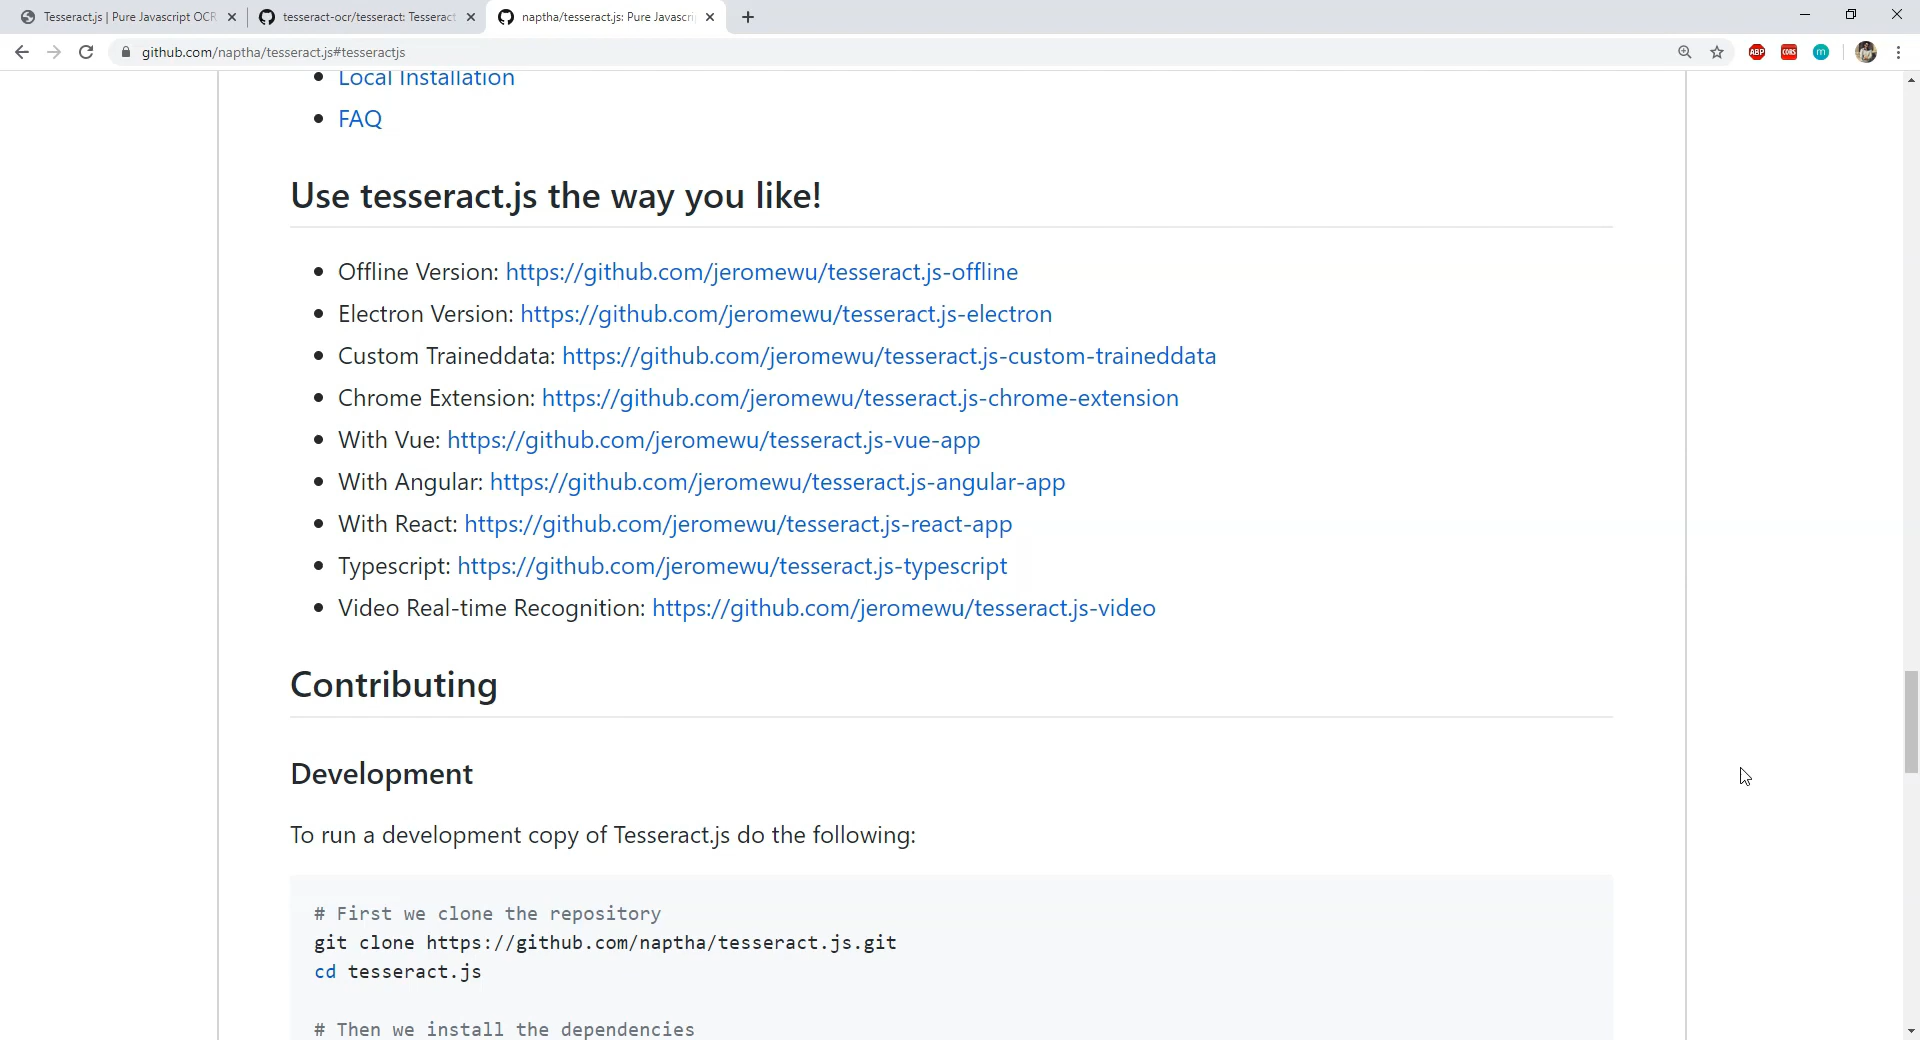 Tesseract.js | Pure Javascript OCR
tesseract-ocr/tesseract: Tesseract
naptha/tesseract.js: Pure Javascri
github.com/naptha/tesseract.js#tesseractjs
ABP
CORS
m
Local Installation
FAQ
Use tesseract.js the way you like!
Offline Version: https://github.com/jeromewu/tesseract.js-offline
Electron Version: https://github.com/jeromewu/tesseract.js-electron
Custom Traineddata: https://github.com/jeromewu/tesseract.js-custom-traineddata
Chrome Extension: https://github.com/jeromewu/tesseract.js-chrome-extension
With Vue: https://github.com/jeromewu/tesseract.js-vue-app
With Angular: https://github.com/jeromewu/tesseract.js-angular-app
With React: https://github.com/jeromewu/tesseract.js-react-app
Typescript: https://github.com/jeromewu/tesseract.js-typescript
Video Real-time Recognition: https://github.com/jeromewu/tesseract.js-video
Contributing
Development
To run a development copy of Tesseract.js do the following:
# First we clone the repository
git clone https://github.com/naptha/tesseract.js.git
cd tesseract.js
# Then we install the dependencies